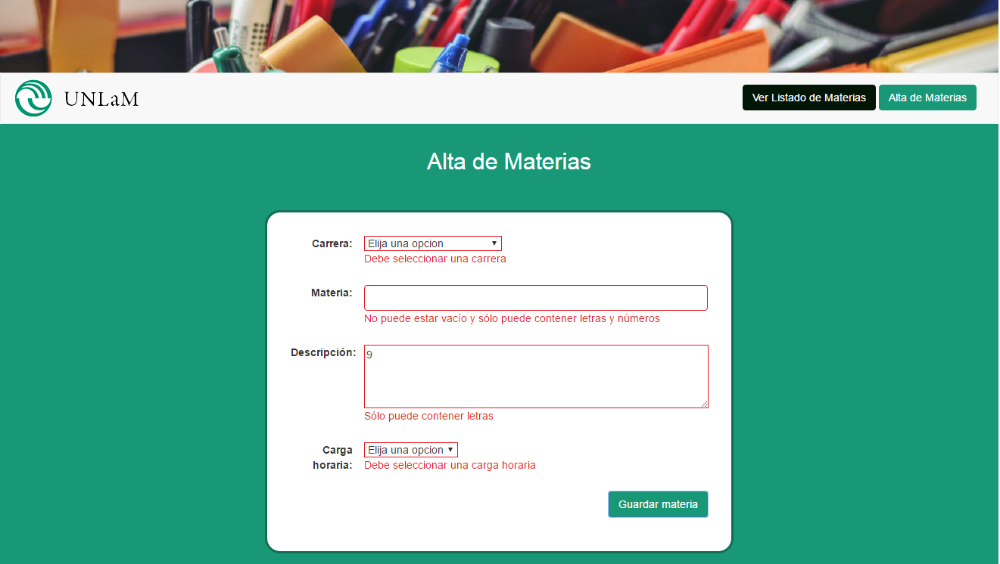 UNLaM
Ver Listado de Materias
Alta de Materias
Alta de Materias
Carrera:
Elija una opcion
Debe seleccionar una carrera
Materia:
No puede estar vacío y sólo puede contener letras y números
Descripción:
9
Sólo puede contener letras
Carga
horaria:
Elija una opcion
Debe seleccionar una carga horaria
Guardar materia